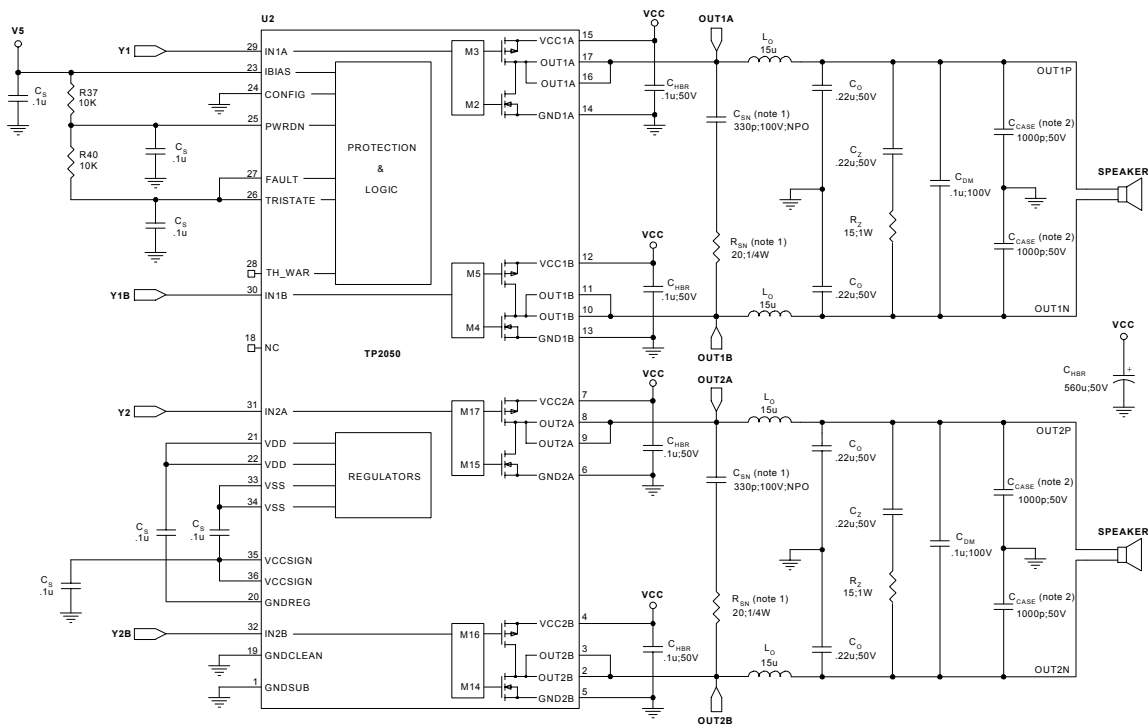 U2
V5
Y1
29
IN1A
23
IBIAS
24
CONFIG
25
PWRDN
27
FAULT
26
TRISTATE
28
TH_WAR
30
IN1B
Y1B
18
NC
C_S
.1u
R37
10K
R40
10K
C_S
.1u
C_S
.1u
PROTECTION
&
LOGIC
TP2050
M3
M2
M5
M4
VCC1A
15
OUT1A
17
OUT1A
16
GND1A
14
VCC1B
12
OUT1B
11
OUT1B
10
GND1B
13
VCC
C_HBR
.1u;50V
VCC
C_HBR
.1u;50V
OUT1A
OUT1B
C_SN (note 1)
330p;100V;NPO
R_SN (note 1)
20;1/4W
L_O
15u
L_O
15u
C_O
.22u;50V
C_O
.22u;50V
C_Z
.22u;50V
R_Z
15;1W
C_DM
.1u;100V
C_CASE (note 2)
1000p;50V
C_CASE (note 2)
1000p;50V
OUT1P
OUT1N
SPEAKER
VCC
C_HBR
560u;50V
+
Y2
31
IN2A
21
VDD
22
VDD
33
VSS
34
VSS
35
VCCSIGN
36
VCCSIGN
20
GNDREG
Y2B
32
IN2B
19
GNDCLEAN
1
GNDSUB
C_S
.1u
C_S
.1u
C_S
.1u
REGULATORS
M17
M15
M16
M14
VCC2A
7
OUT2A
8
OUT2A
9
GND2A
6
VCC2B
4
OUT2B
3
OUT2B
2
GND2B
5
VCC
C_HBR
.1u;50V
VCC
C_HBR
.1u;50V
OUT2A
OUT2B
C_SN (note 1)
330p;100V;NPO
R_SN (note 1)
20;1/4W
L_O
15u
L_O
15u
C_O
.22u;50V
C_O
.22u;50V
C_Z
.22u;50V
R_Z
15;1W
C_DM
.1u;100V
C_CASE (note 2)
1000p;50V
C_CASE (note 2)
1000p;50V
OUT2P
OUT2N
SPEAKER